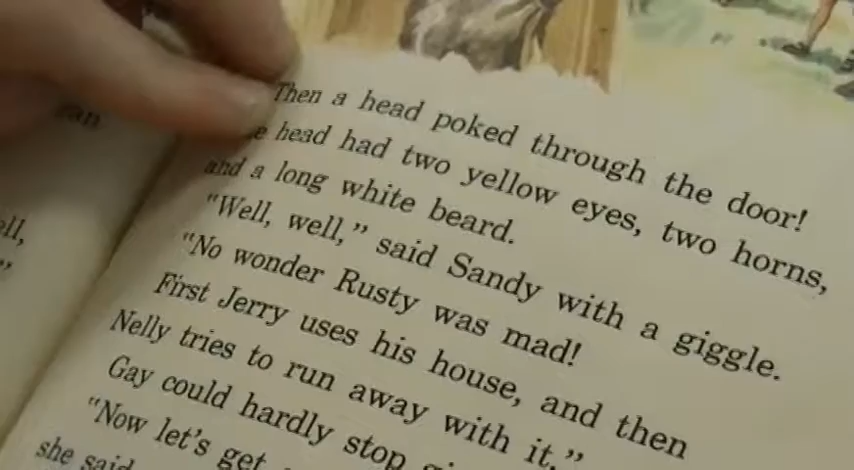 Then a head poked through the door!
head had two yellow eyes, two horns,
and a long white beard.
"Well, well," said Sandy with a giggle.
"No wonder Rusty was mad!
First Jerry uses his house, and then
Nelly tries to run away with it."
Gay could hardly stop
"Now let's get
she said